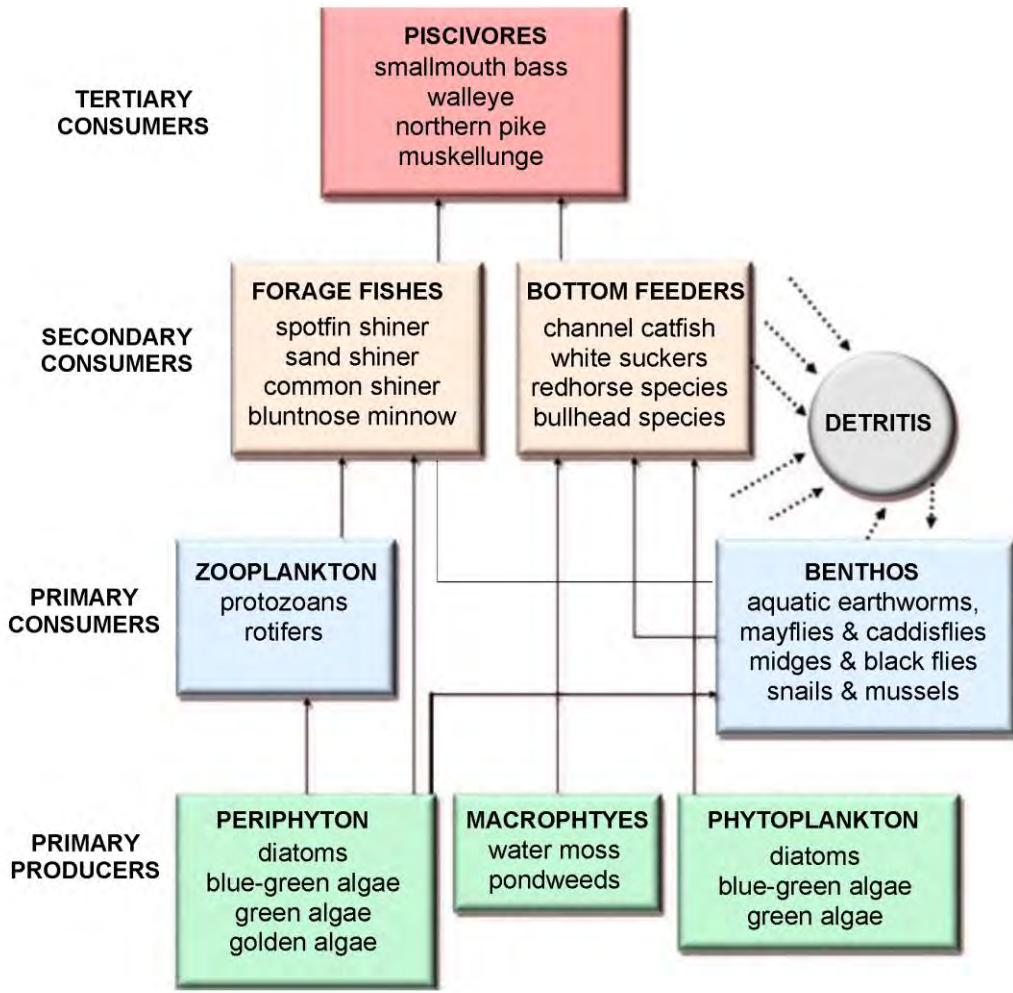 PISCIVORES
smallmouth bass
walleye
northern pike
muskellunge
TERTIARY
CONSUMERS
FORAGE FISHES
spotfin shiner
sand shiner
common shiner
bluntnose minnow
BOTTOM FEEDERS
channel catfish
white suckers
redhorse species
bullhead species
SECONDARY
CONSUMERS
DETRITIS
ZOOPLANKTON
protozoans
rotifers
BENTHOS
aquatic earthworms,
mayflies & caddisflies
midges & black flies
snails & mussels
PRIMARY
CONSUMERS
PERIPHYTON
diatoms
blue-green algae
green algae
golden algae
MACROPHTYES
water moss
pondweeds
PHYTOPLANKTON
diatoms
blue-green algae
green algae
PRIMARY
PRODUCERS